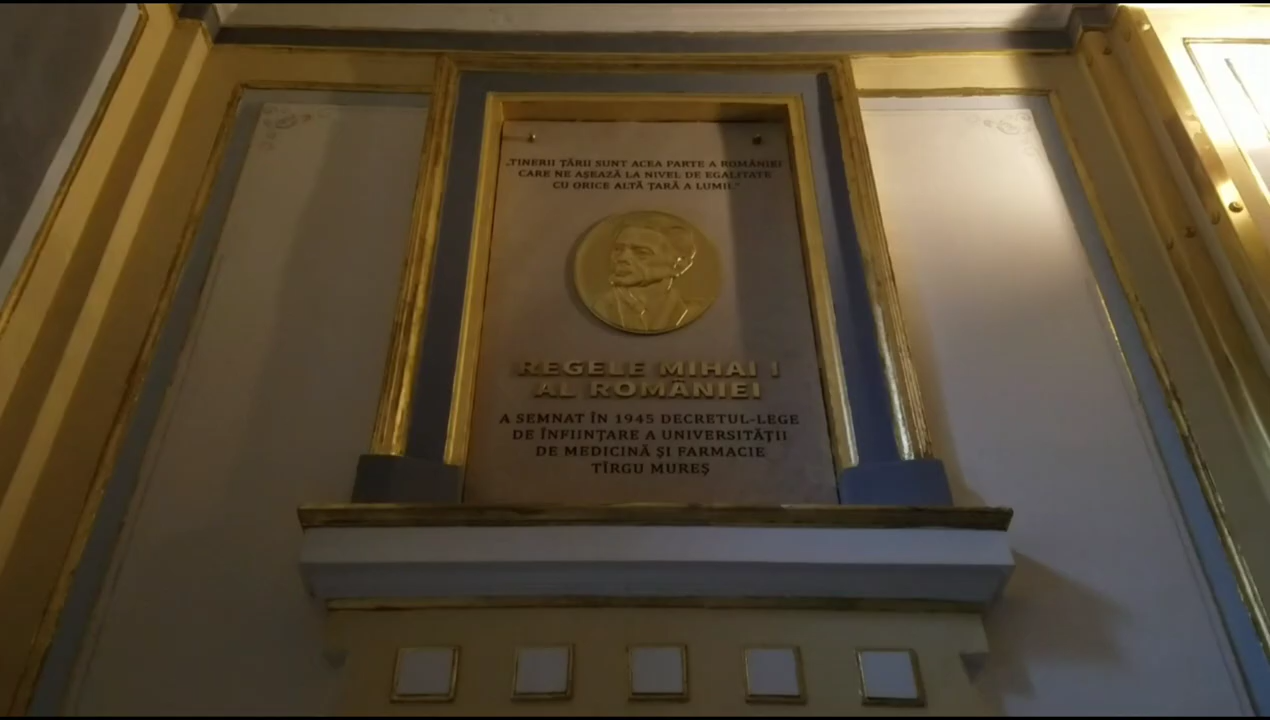 „TINERII ȚĂRII SUNT ACEA PARTE A ROMÂNIEI
CARE NE AȘEAZĂ LA NIVEL DE EGALITATE
CU ORICE ALTĂ ȚARĂ A LUMII.”
REGELE MIHAI I
AL ROMÂNIEI
A SEMNAT ÎN 1945 DECRETUL-LEGE
DE ÎNFIINȚARE A UNIVERSITĂȚII
DE MEDICINĂ ȘI FARMACIE
TÎRGU MUREȘ